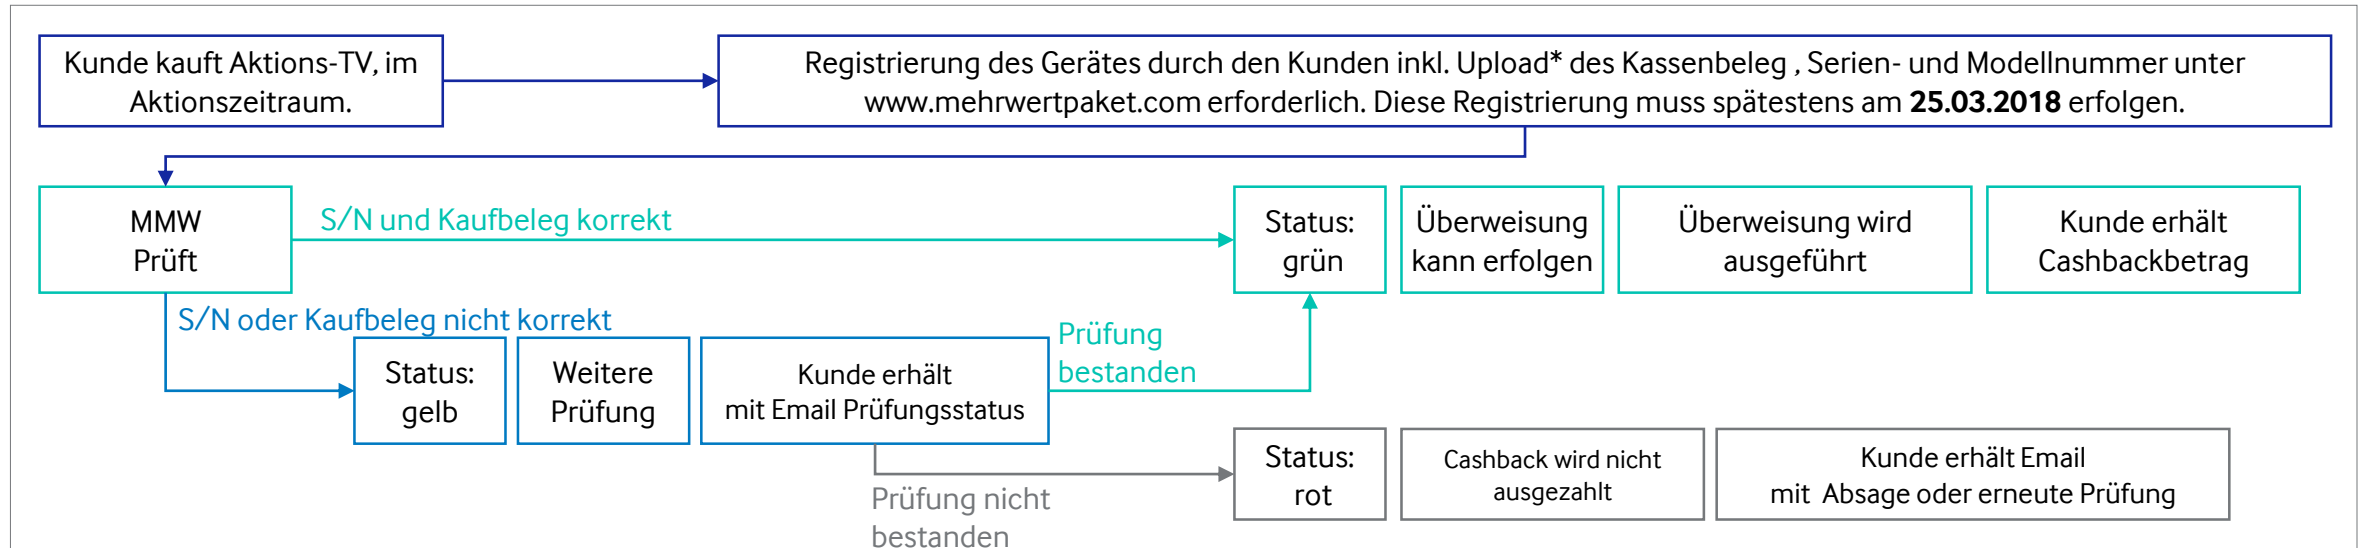 Kunde kauft Aktions-TV, im
Aktionszeitraum.
Registrierung des Gerätes durch den Kunden inkl. Upload* des Kassenbeleg , Serien- und Modellnummer unter
www.mehrwertpaket.com erforderlich. Diese Registrierung muss spätestens am 25.03.2018 erfolgen.
MMW
Prüft
S/N und Kaufbeleg korrekt
Status:
grün
Überweisung
kann erfolgen
Überweisung wird
ausgeführt
Kunde erhält
Cashbackbetrag
S/N oder Kaufbeleg nicht korrekt
Status:
gelb
Weitere
Prüfung
Kunde erhält
mit Email Prüfungsstatus
Prüfung
bestanden
Prüfung nicht
bestanden
Status:
rot
Cashback wird nicht
ausgezahlt
Kunde erhält Email
mit Absage oder erneute Prüfung